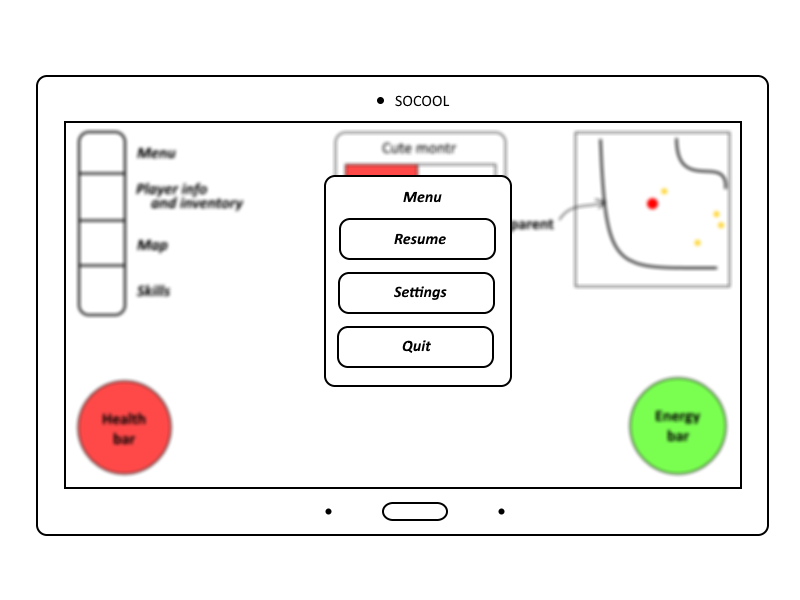 SOCOOL
Menu
Player info
and inventory
Map
Skills
Cute montr
Menu
Resume
Settings
Quit
parent
Health
bar
Energy
bar